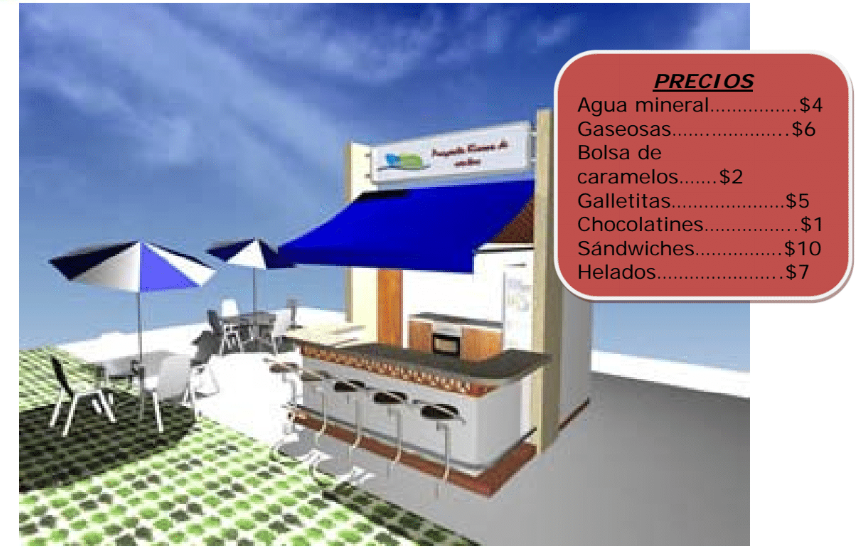 PRECIOS
Agua mineral................$4
Gaseosas.....................$6
Bolsa de
caramelos.......$2
Galletitas.....................$5
Chocolatines.................$1
Sándwiches................$10
Helados.......................$7